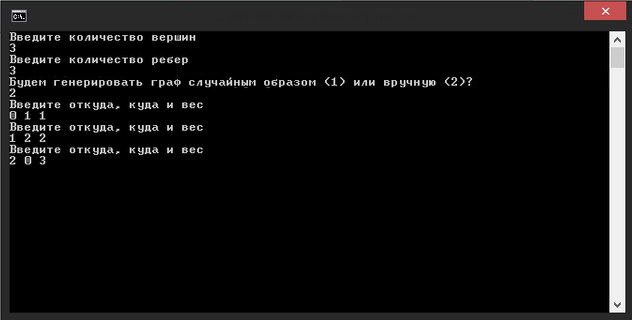 Введите количество вершин
3
Введите количество ребер
3
Будем генерировать граф случайным образом (1) или вручную (2)?
2
Введите откуда, куда и вес
0 1 1
Введите откуда, куда и вес
1 2 2
Введите откуда, куда и вес
2 0 3